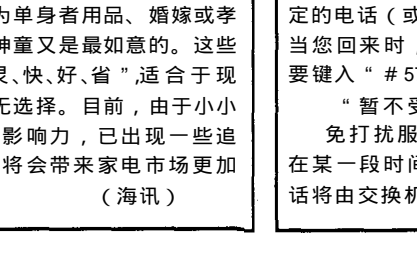 为单身者用品、婚嫁或孝
神童又是最如意的。这些
灵、快、好、省”,适合于现
无选择。目前，由于小小
影响力，已出现一些追
将会带来家电市场更加
（海讯）
定的电话（或
当您回来时，
要键入“＃57
“暂不受
免打扰服
在某一段时间
话将由交换机